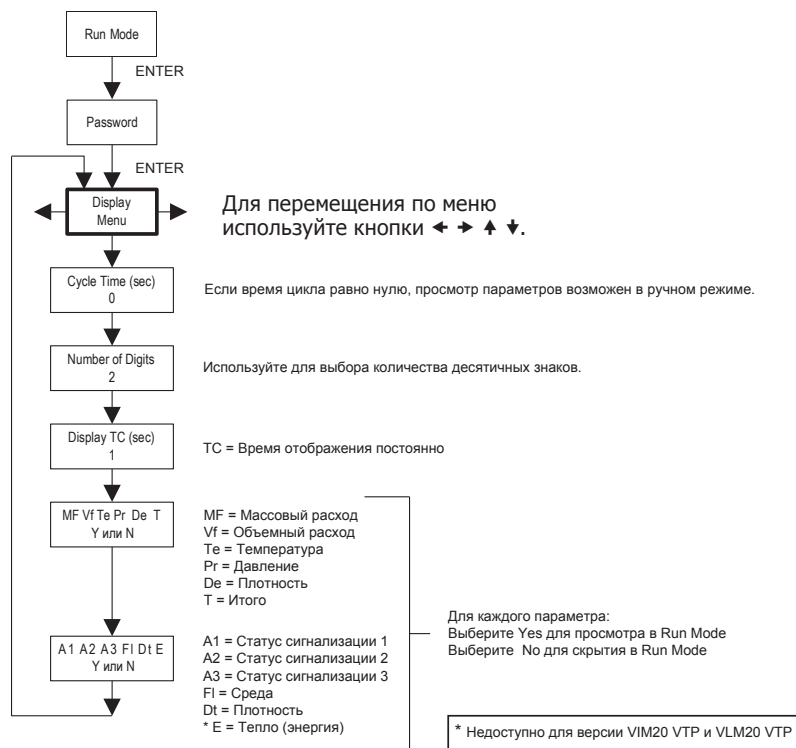 Run Mode
ENTER
Password
ENTER
Display
Menu
Для перемещения по меню
используйте кнопки ← → ↑ ↓.
Cycle Time (sec)
0
Если время цикла равно нулю, просмотр параметров возможен в ручном режиме.
Number of Digits
2
Используйте для выбора количества десятичных знаков.
Display TC (sec)
1
TC = Время отображения постоянно
MF Vf Te Pr De T
Y или N
MF = Массовый расход
Vf = Объемный расход
Te = Температура
Pr = Давление
De = Плотность
T = Итого
A1 A2 A3 Fl Dt E
Y или N
A1 = Статус сигнализации 1
A2 = Статус сигнализации 2
A3 = Статус сигнализации 3
Fl = Среда
Dt = Плотность
* E = Тепло (энергия)
Для каждого параметра:
Выберите Yes для просмотра в Run Mode
Выберите No для скрытия в Run Mode
* Недоступно для версии VIM20 VTP и VLM20 VTP